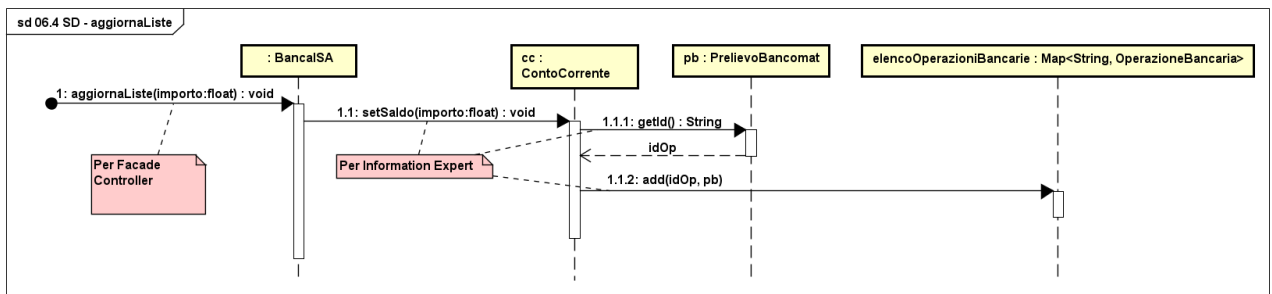 sd 06.4 SD - aggiornaListe
: BancaISA
cc :
ContoCorrente
pb : PrelievoBancomat
elencoOperazioniBancarie : Map<String, OperazioneBancaria>
1: aggiornaListe(importo:float) : void
1.1: setSaldo(importo:float) : void
1.1.1: getId() : String
idOp
Per Facade
Controller
Per Information Expert
1.1.2: add(idOp, pb)